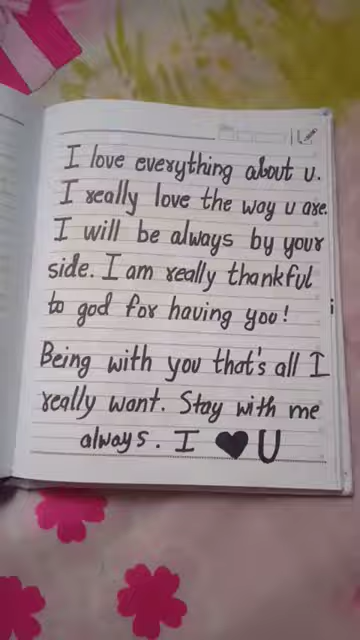 I love everything about u.
I really love the way u are.
I will be always by your
side. I am really thankful
to god for having you!
Being with you that's all I
really want. Stay with me
always. I ♥ U